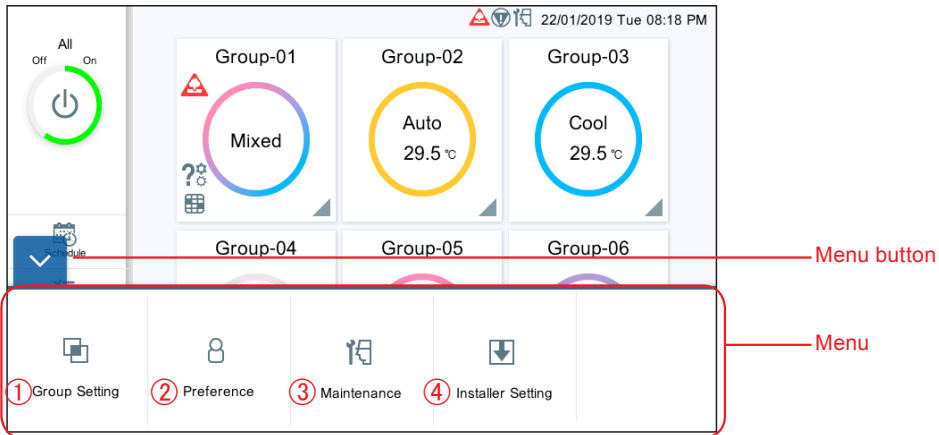 22/01/2019 Tue 08:18 PM
All
Off On
Group-01 Group-02 Group-03
Mixed
Auto
29.5 °C
Cool
29.5 °C
Schedule
Group-04 Group-05 Group-06
Menu button
Menu
① Group Setting ② Preference ③ Maintenance ④ Installer Setting